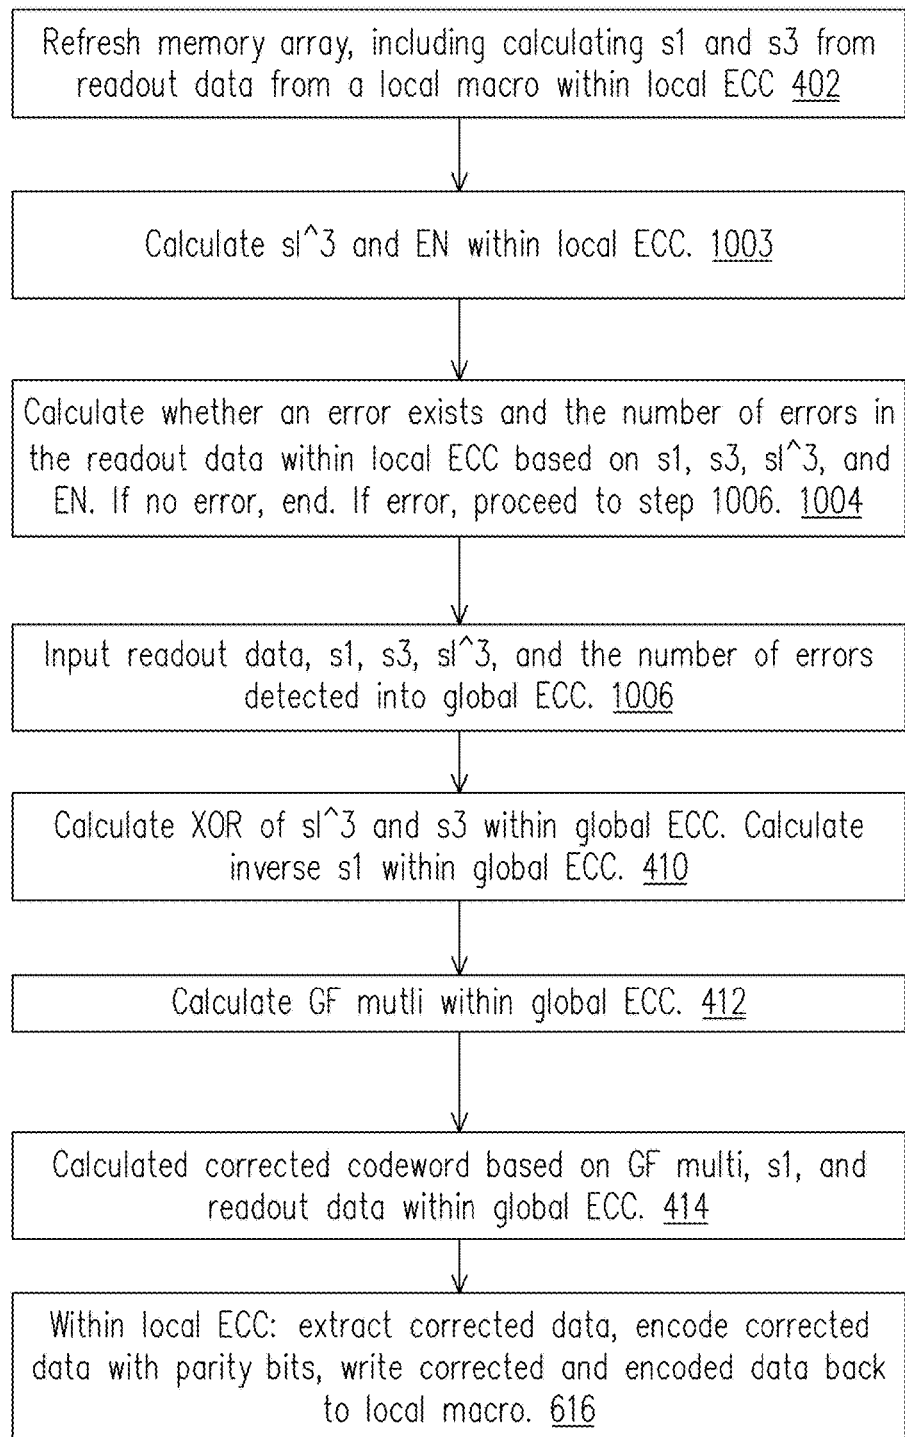 Refresh memory array, including calculating s1 and s3 from
readout data from a local macro within local ECC 402
Calculate sl^3 and EN within local ECC. 1003
Calculate whether an error exists and the number of errors in
the readout data within local ECC based on s1, s3, sl^3, and
EN. If no error, end. If error, proceed to step 1006. 1004
Input readout data, s1, s3, sl^3, and the number of errors
detected into global ECC. 1006
Calculate XOR of sl^3 and s3 within global ECC. Calculate
inverse s1 within global ECC. 410
Calculate GF mutli within global ECC. 412
Calculated corrected codeword based on GF multi, s1, and
readout data within global ECC. 414
Within local ECC: extract corrected data, encode corrected
data with parity bits, write corrected and encoded data back
to local macro. 616